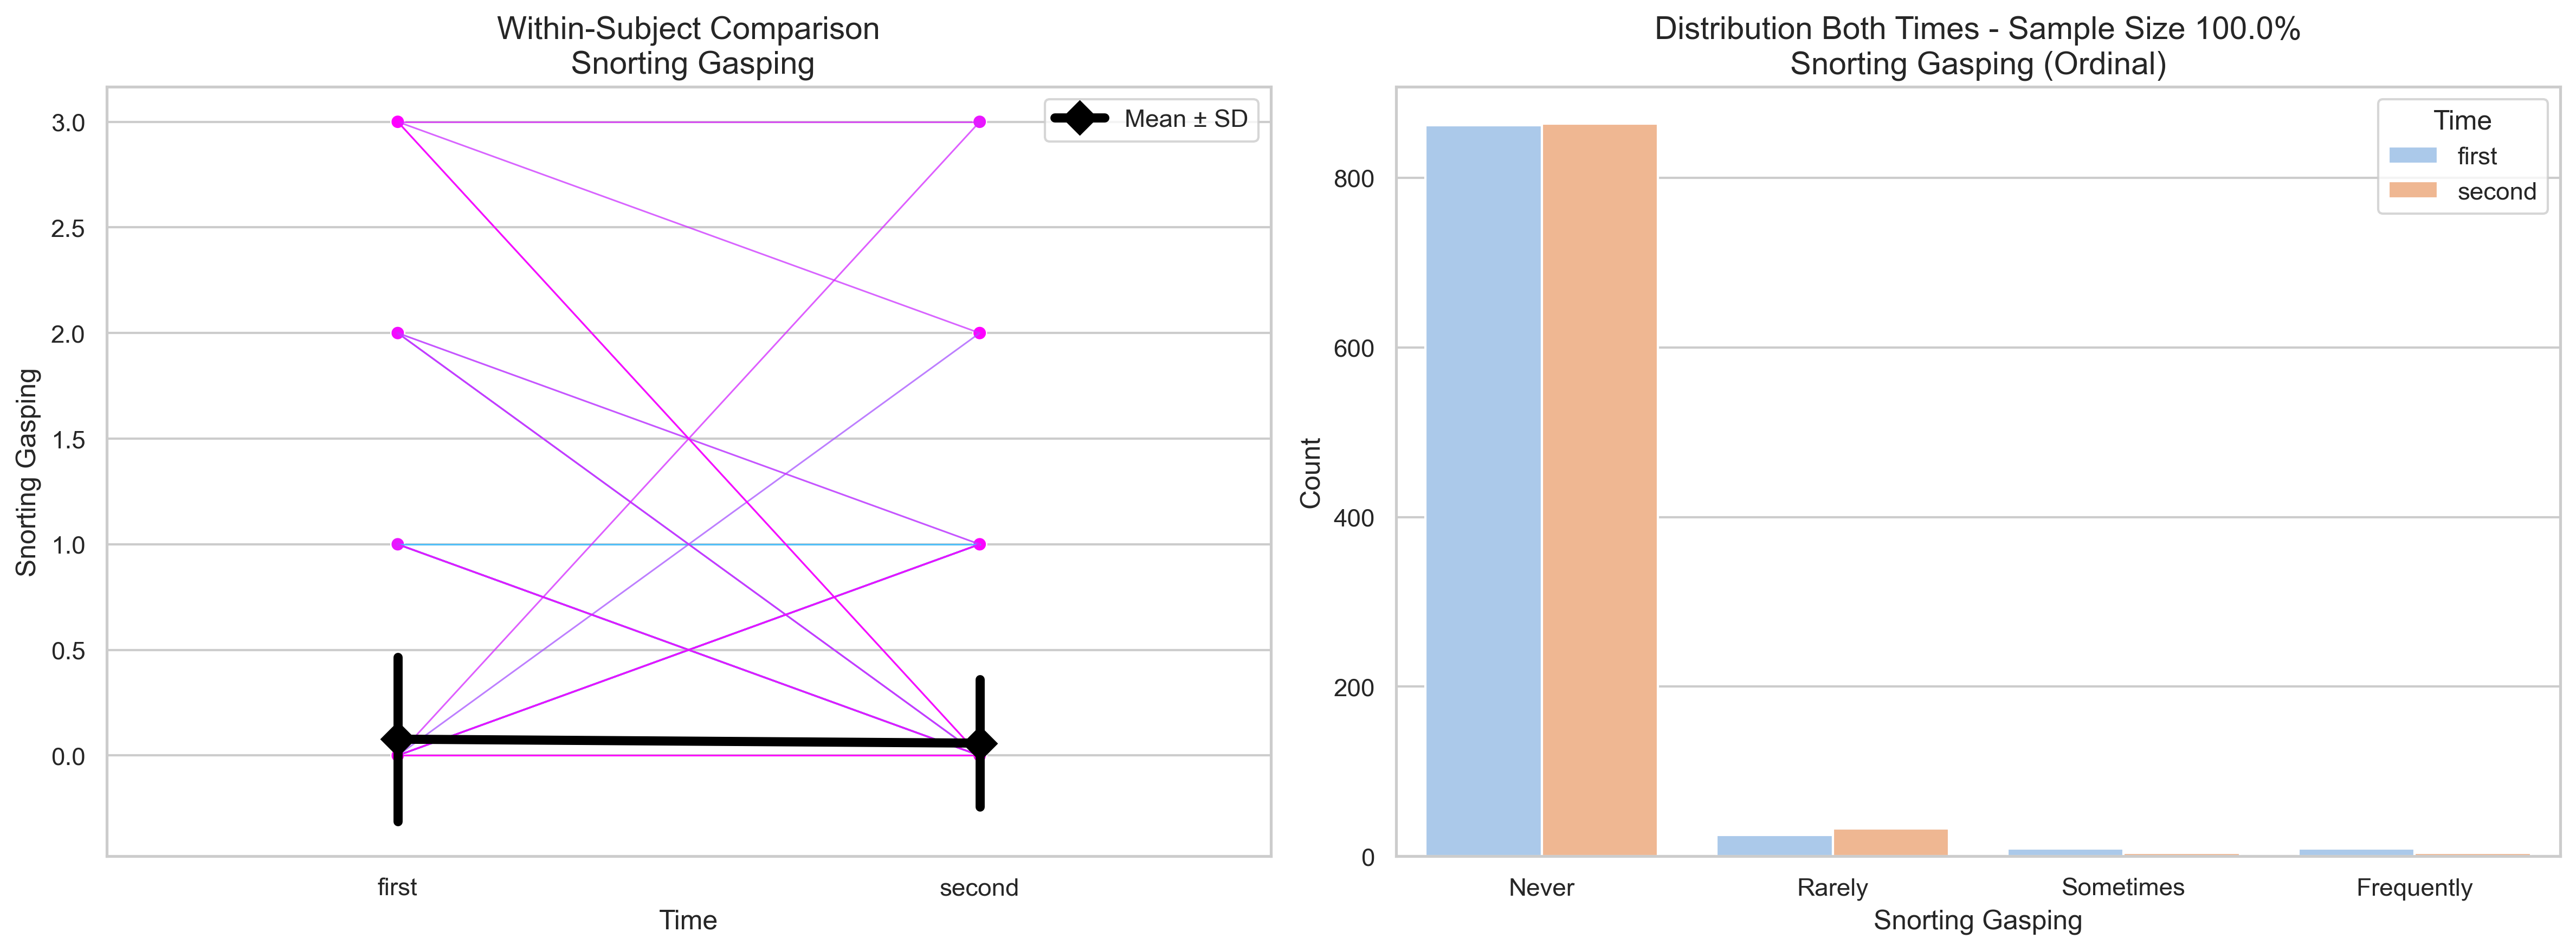 Within-Subject Comparison
Snorting Gasping
Mean ± SD
3.0
2.5
2.0
1.5
1.0
0.5
0.0
Snorting Gasping
first
second
Time
Distribution Both Times - Sample Size 100.0%
Snorting Gasping (Ordinal)
Time
first
second
800
600
400
200
0
Count
Never
Rarely
Sometimes
Frequently
Snorting Gasping